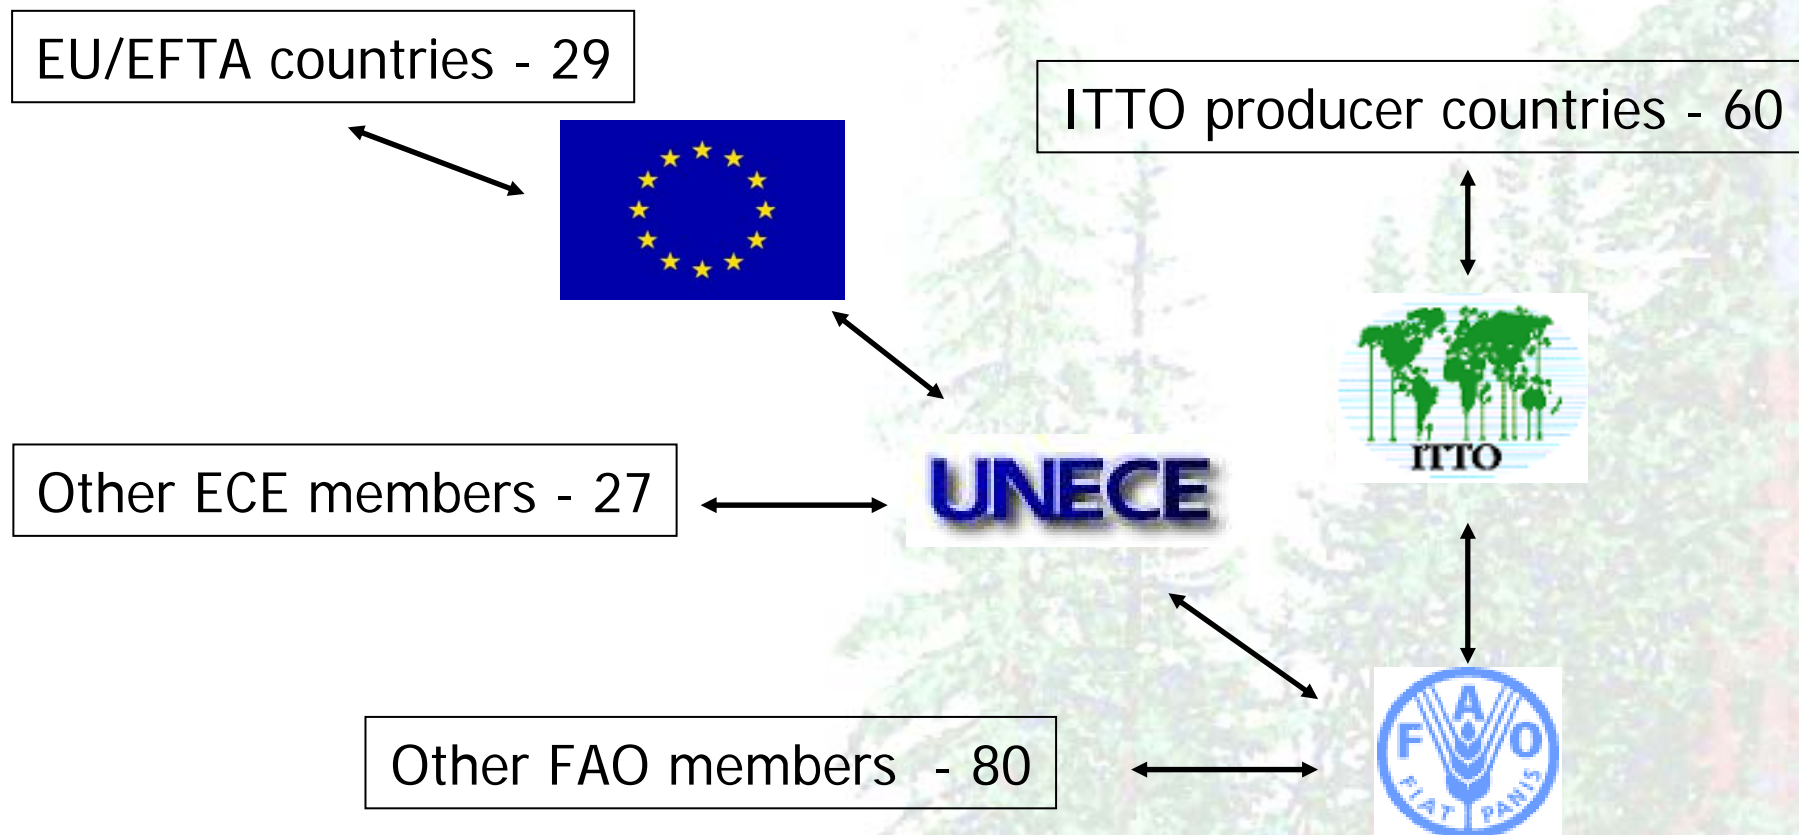 EU/EFTA countries - 29
ITTO producer countries - 60
ITTO
Other ECE members - 27
UNECE
Other FAO members - 80
F A O
FIAT PANIS